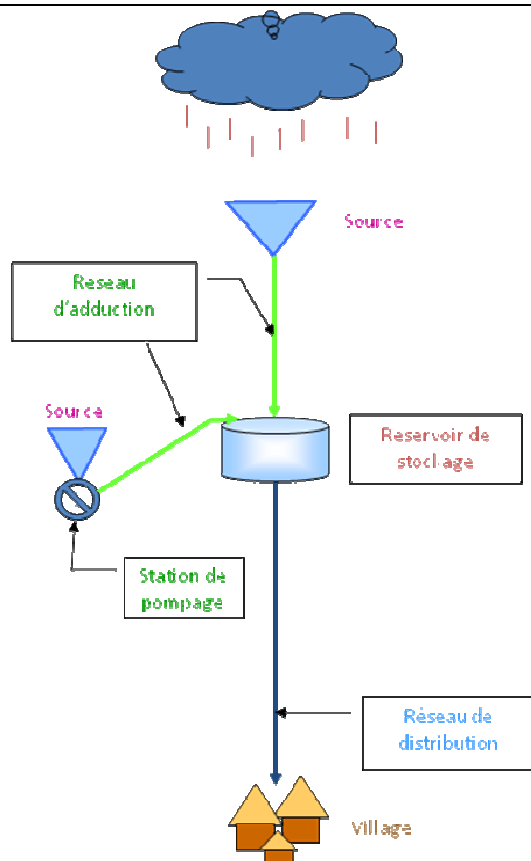 Source
Reseau
d'adduction
Source
Reservoir de
stockage
Station de
pompage
Réseau de
distribution
Village